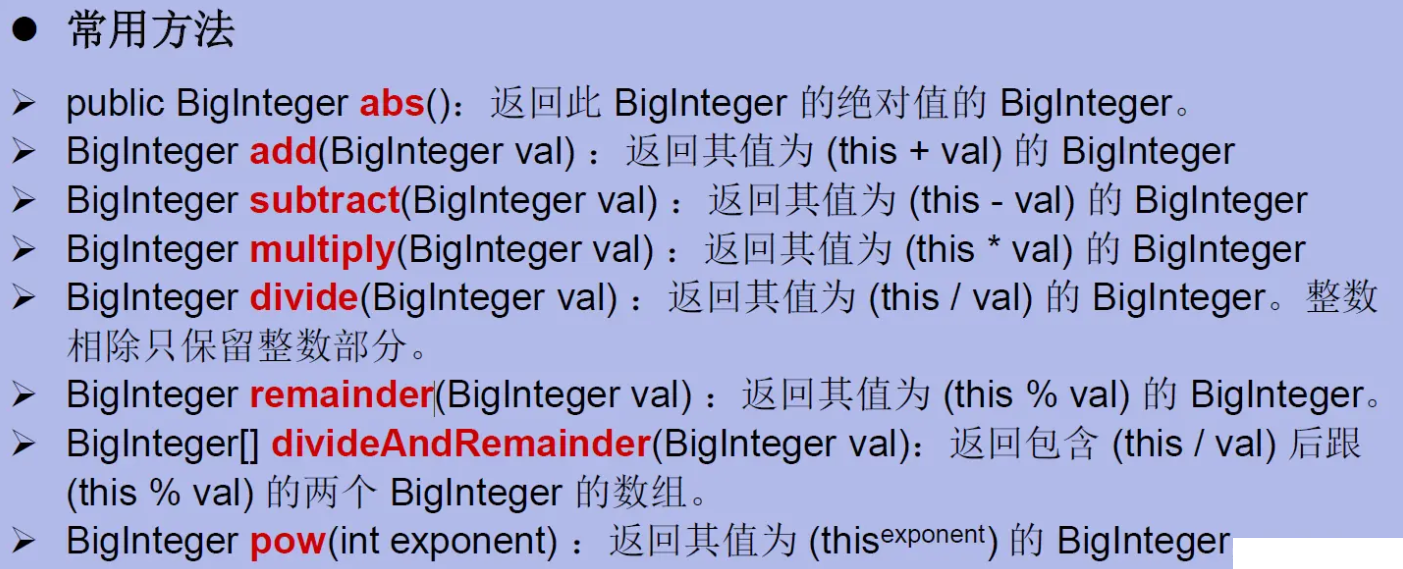 ● 常用方法
➢ public BigInteger abs()：返回此 BigInteger 的绝对值的 BigInteger。
➢ BigInteger add(BigInteger val) ：返回其值为 (this + val) 的 BigInteger
➢ BigInteger subtract(BigInteger val) ：返回其值为 (this - val) 的 BigInteger
➢ BigInteger multiply(BigInteger val) ：返回其值为 (this * val) 的 BigInteger
➢ BigInteger divide(BigInteger val) ：返回其值为 (this / val) 的 BigInteger。整数
相除只保留整数部分。
➢ BigInteger remainder(BigInteger val) ：返回其值为 (this % val) 的 BigInteger。
➢ BigInteger[] divideAndRemainder(BigInteger val)：返回包含 (this / val) 后跟
(this % val) 的两个 BigInteger 的数组。
➢ BigInteger pow(int exponent) ：返回其值为 (thisexponent) 的 BigInteger